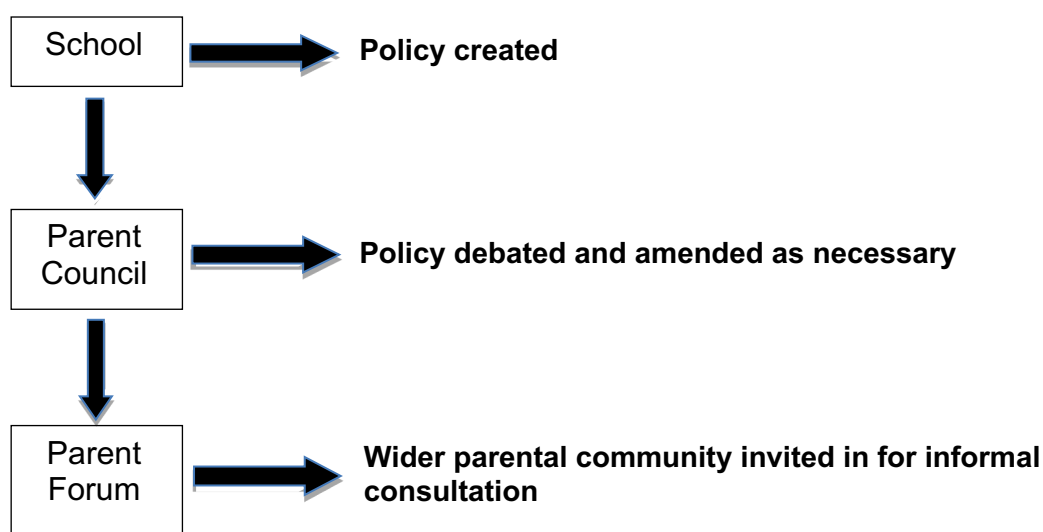 School
Policy created
Parent
Council
Policy debated and amended as necessary
Parent
Forum
Wider parental community invited in for informal
consultation